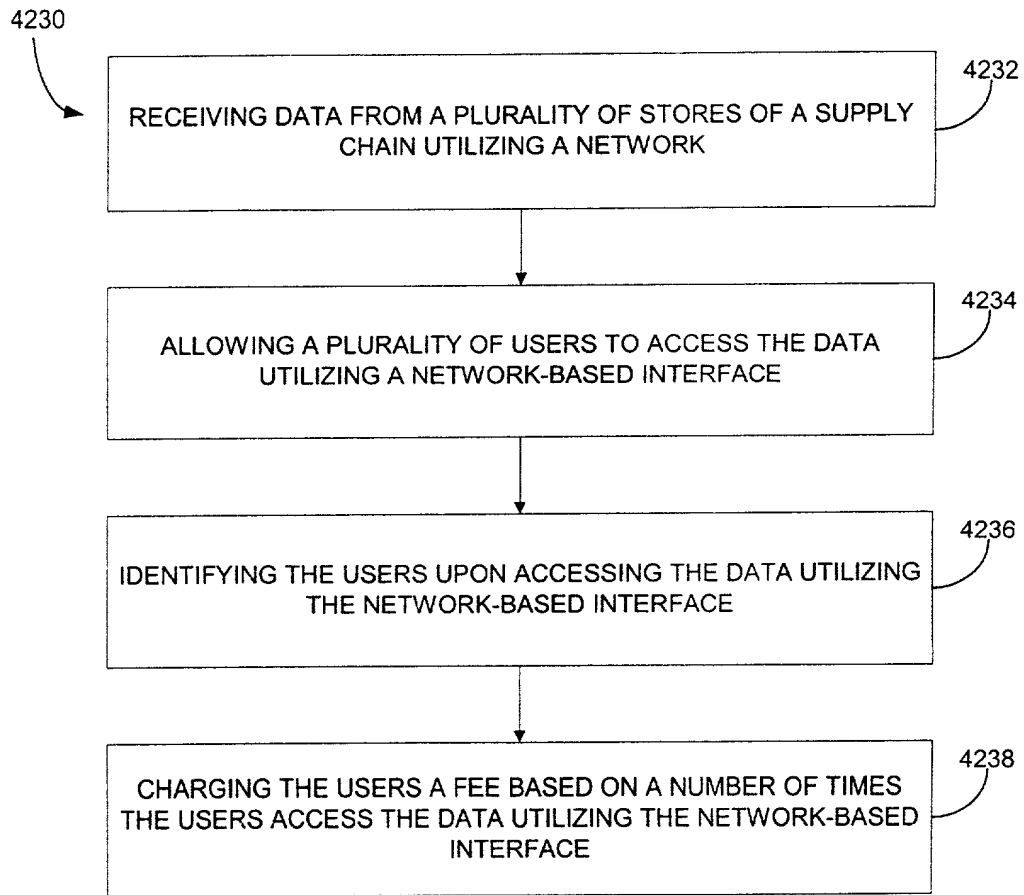 4230
4232
RECEIVING DATA FROM A PLURALITY OF STORES OF A SUPPLY
CHAIN UTILIZING A NETWORK
4234
ALLOWING A PLURALITY OF USERS TO ACCESS THE DATA
UTILIZING A NETWORK-BASED INTERFACE
4236
IDENTIFYING THE USERS UPON ACCESSING THE DATA UTILIZING
THE NETWORK-BASED INTERFACE
4238
CHARGING THE USERS A FEE BASED ON A NUMBER OF TIMES
THE USERS ACCESS THE DATA UTILIZING THE NETWORK-BASED
INTERFACE